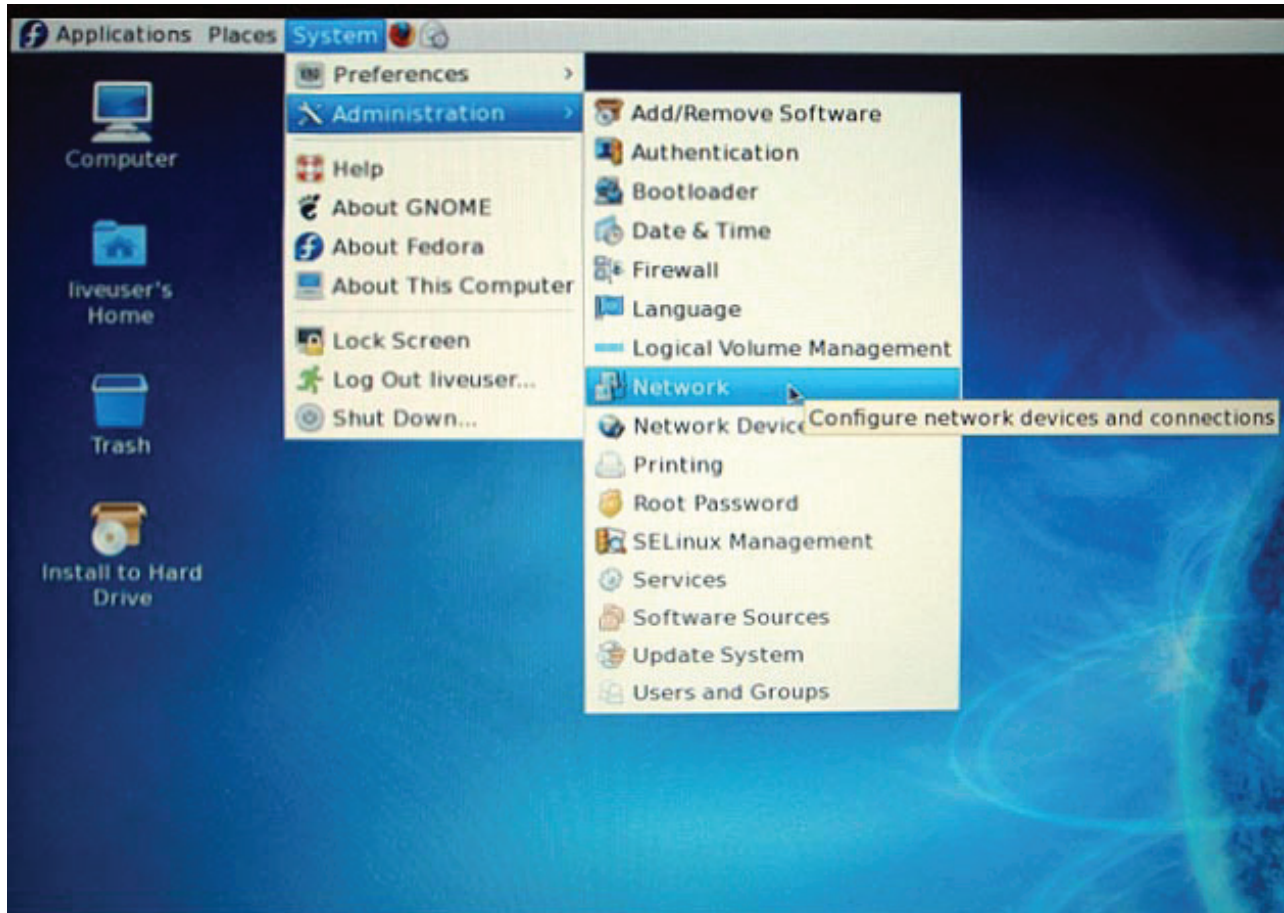 Applications Places System
Preferences
Administration
Help
About GNOME
About Fedora
About This Computer
Lock Screen
Log Out liveuser...
Shut Down...
Add/Remove Software
Authentication
Bootloader
Date & Time
Firewall
Language
Logical Volume Management
Network
Configure network devices and connections
Network Device
Printing
Root Password
SELinux Management
Services
Software Sources
Update System
Users and Groups
Computer
liveuser's
Home
Trash
Install to Hard
Drive